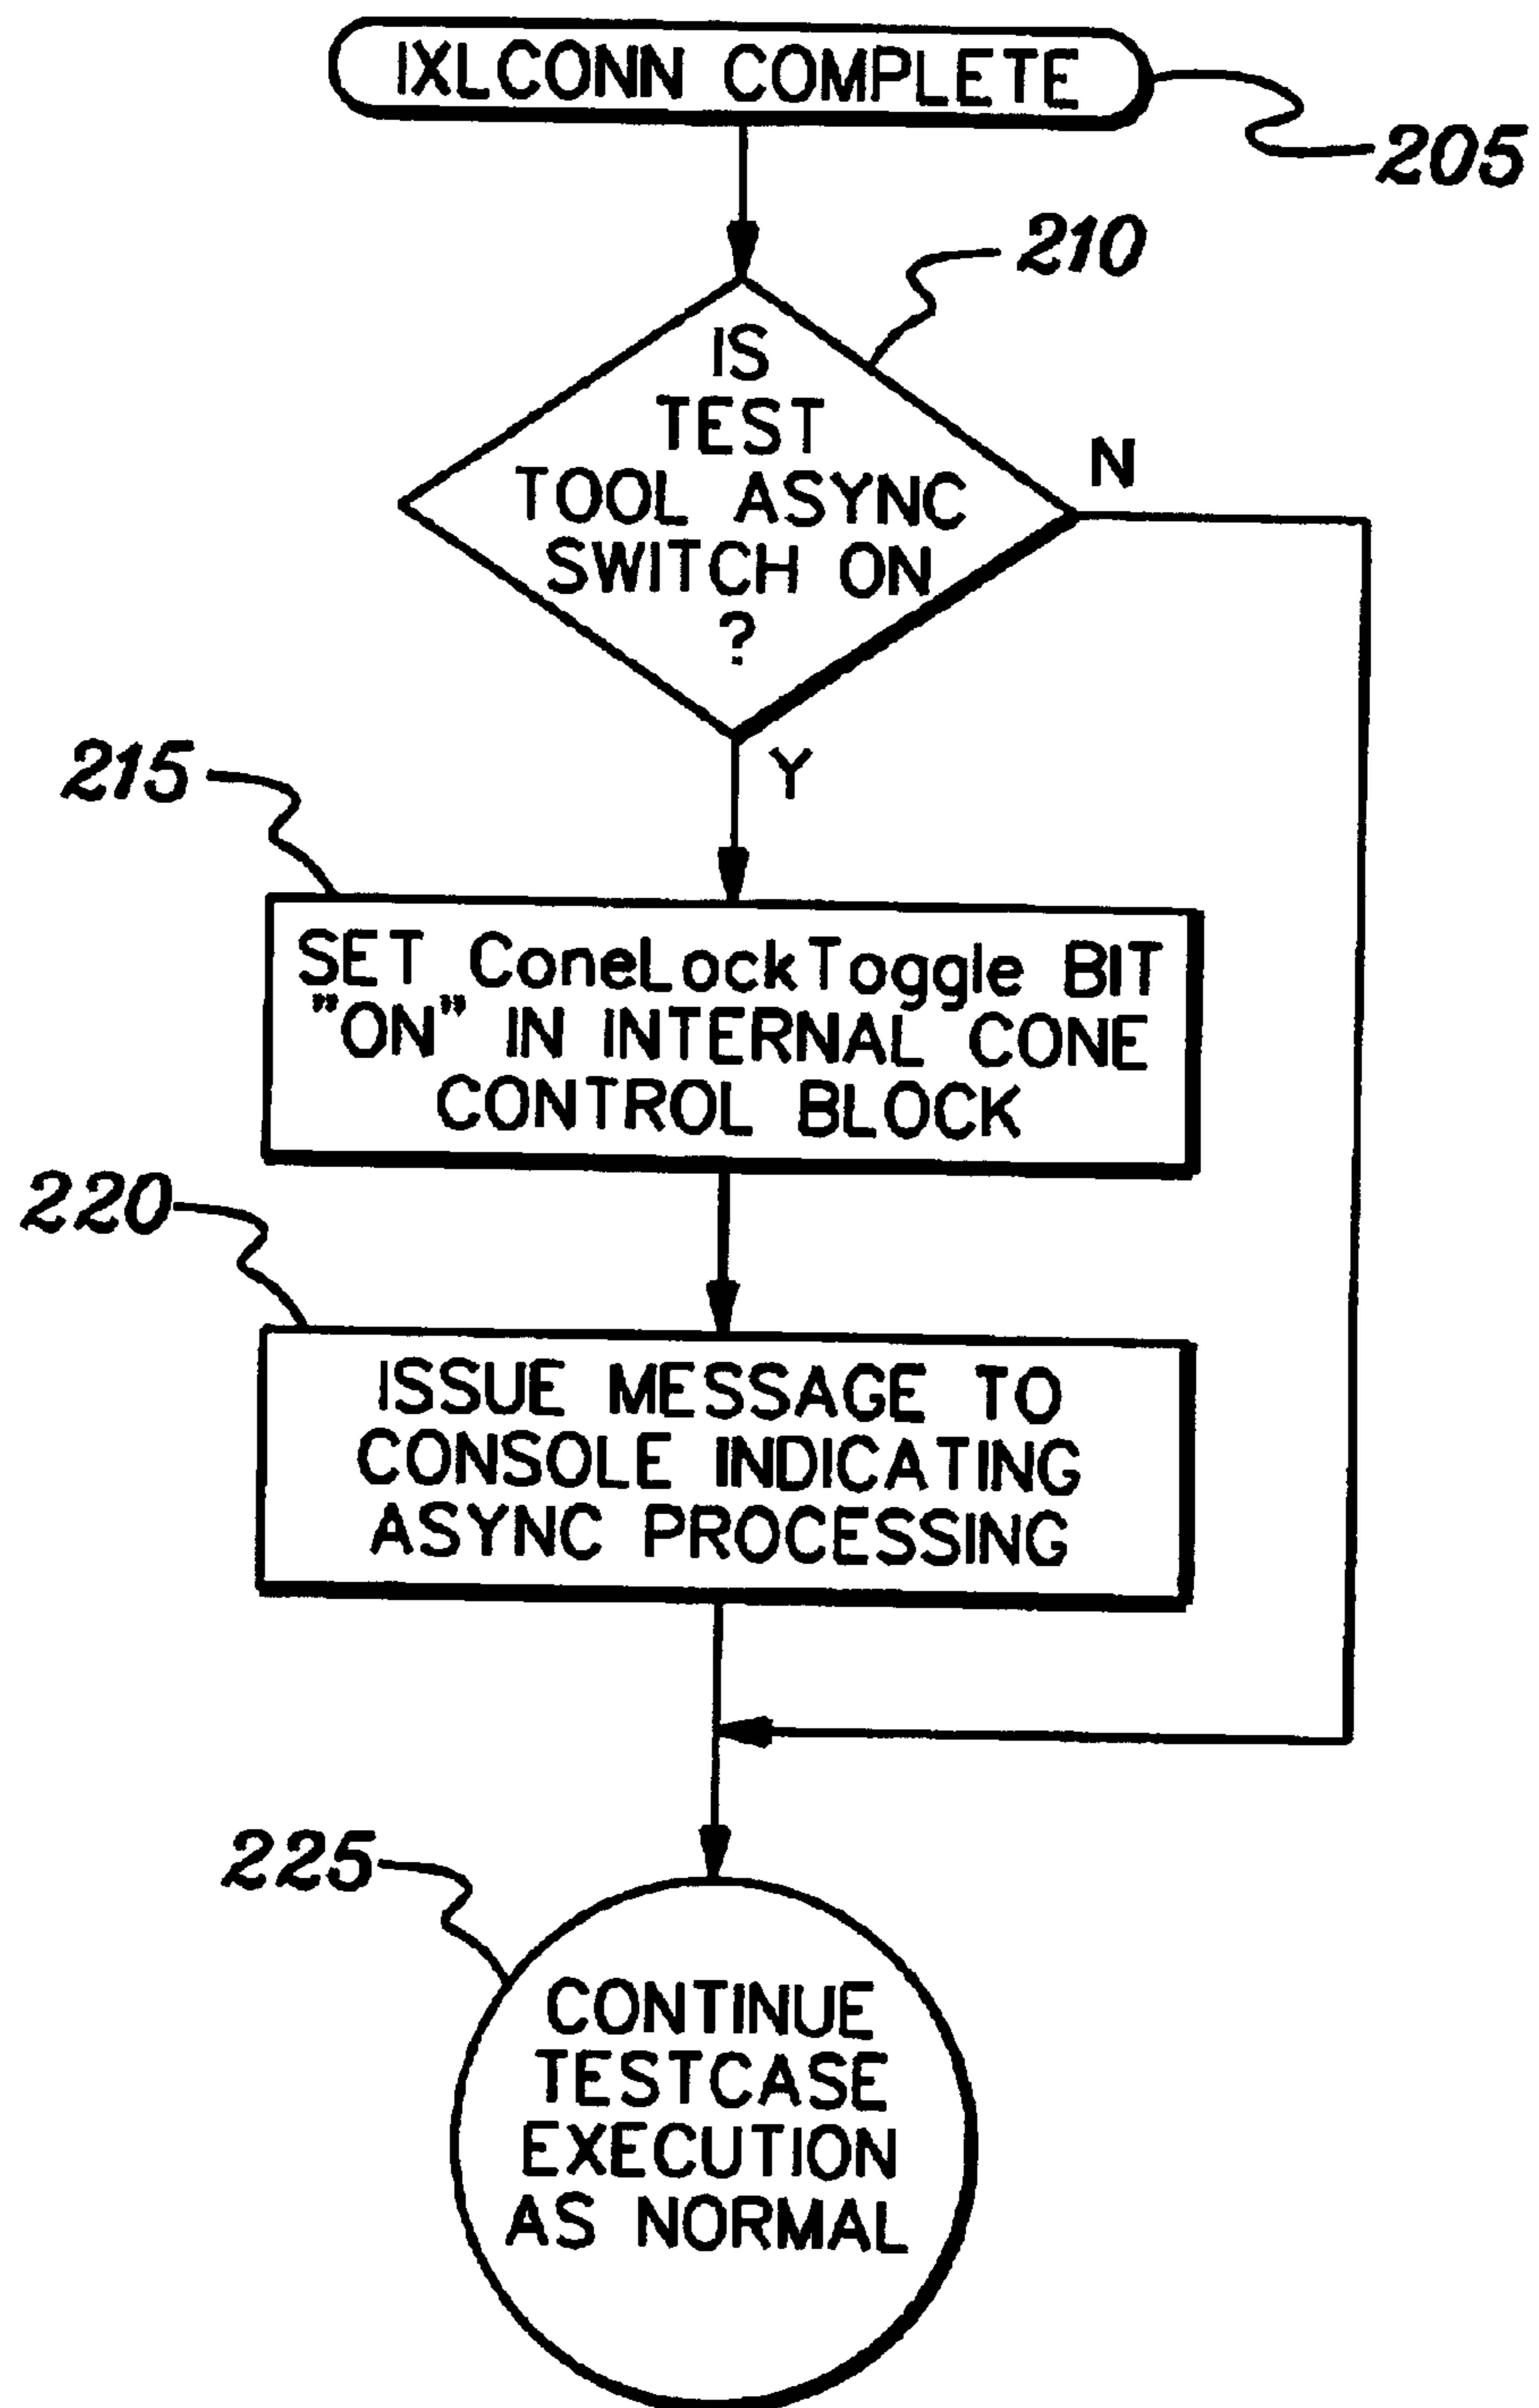 IXLCONN COMPLETE
205
210
IS
TEST
TOOL ASYNC
SWITCH ON
?
N
Y
215
SET ConeLockToggle BIT
"ON" IN INTERNAL CONE
CONTROL BLOCK
220
ISSUE MESSAGE TO
CONSOLE INDICATING
ASYNC PROCESSING
225
CONTINUE
TESTCASE
EXECUTION
AS NORMAL